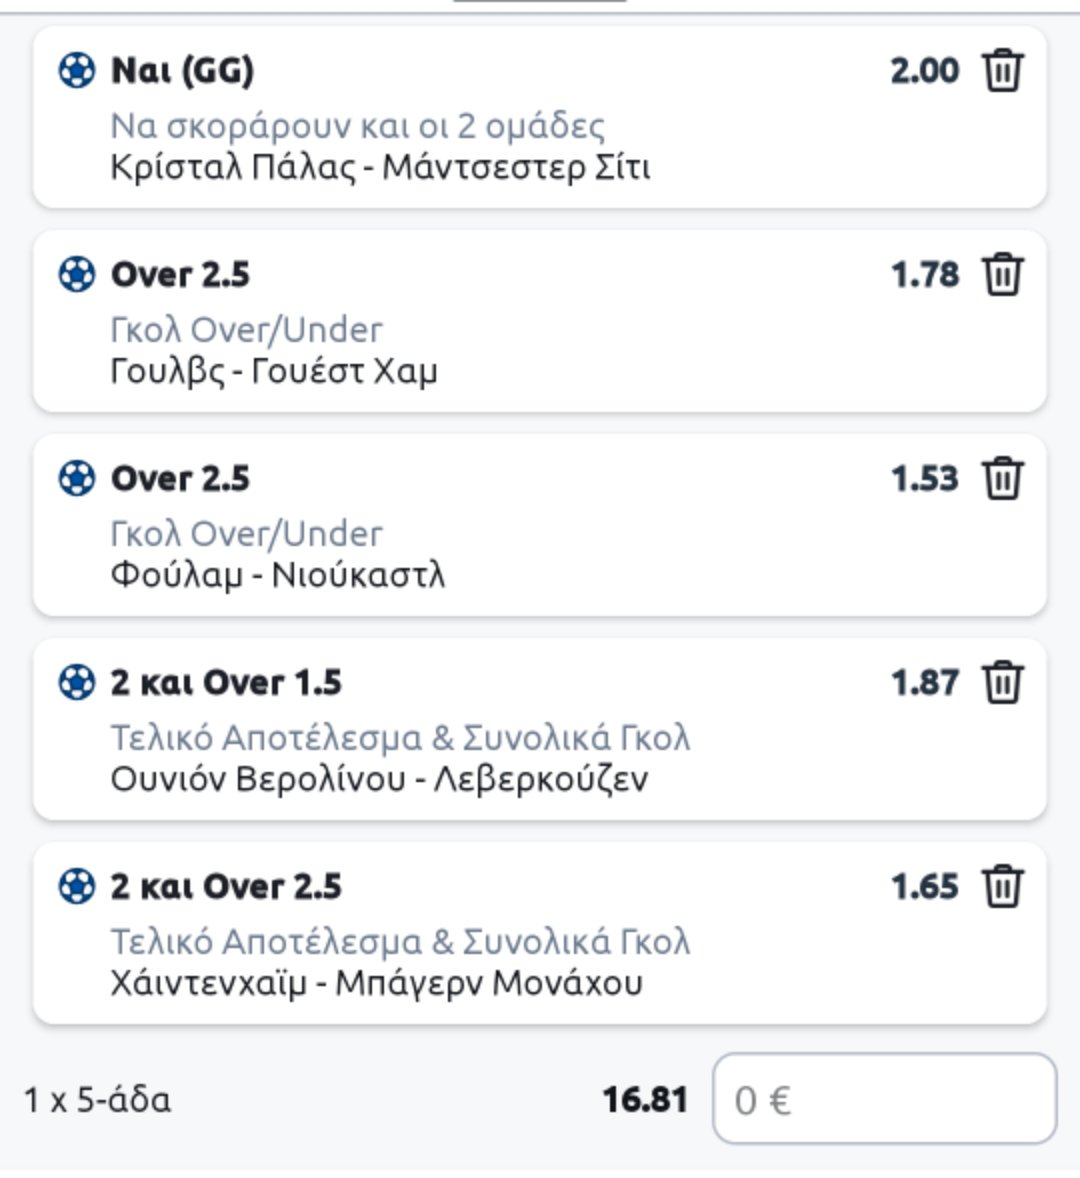 Ναι (GG) 2.00
Να σκοράρουν και οι 2 ομάδες
Κρίσταλ Πάλας - Μάντσεστερ Σίτι
Over 2.5 1.78
Γκολ Over/Under
Γουλβς - Γουέστ Χαμ
Over 2.5 1.53
Γκολ Over/Under
Φούλαμ - Νιούκαστλ
2 και Over 1.5 1.87
Τελικό Αποτέλεσμα & Συνολικά Γκολ
Ουνιόν Βερολίνου - Λεβερκούζεν
2 και Over 2.5 1.65
Τελικό Αποτέλεσμα & Συνολικά Γκολ
Χάιντενχαϊμ - Μπάγερν Μονάχου
1 x 5-άδα 16.81 0 €